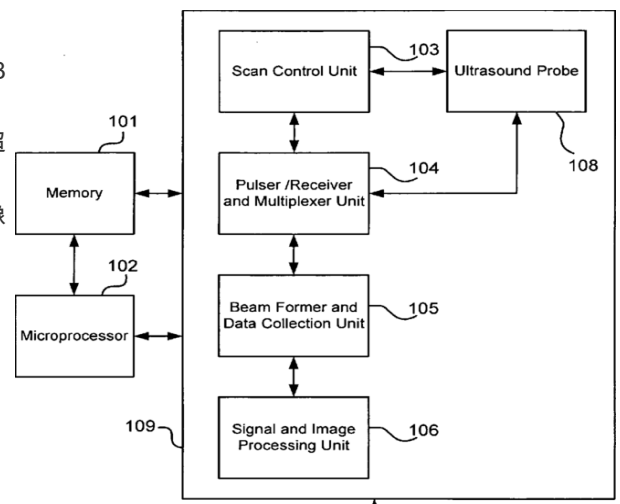 103
Scan Control Unit
Ultrasound Probe
101
108
104
Memory
Pulser /Receiver
and Multiplexer Unit
102
Beam Former and
Data Collection Unit
105
Microprocessor
109
Signal and Image
Processing Unit
106